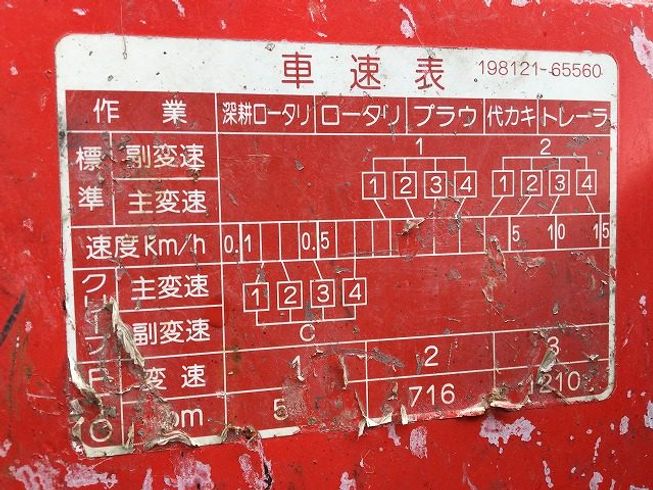 車速表 198121-65560
作業 深耕ロータリ ロータリ プラウ 代カキ トレーラ
標準 副変速 1 2
主変速 1 2 3 4 1 2 3 4
速度Km/h 0.1 0.5 5 10 15
クリープ 主変速 1 2 3 4
副変速 C
変速 1 2 3
5 716 1210